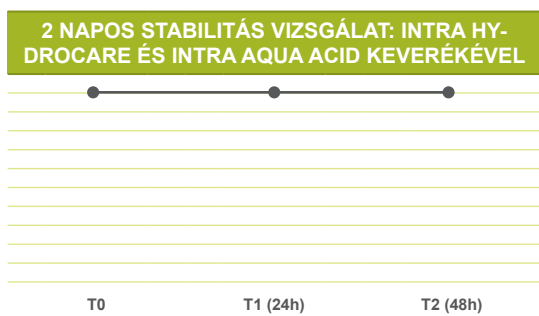 2 NAPOS STABILITÁS VIZSGÁLAT: INTRA HY-
DROCARE ÉS INTRA AQUA ACID KEVERÉKÉVEL
T0 T1 (24h) T2 (48h)